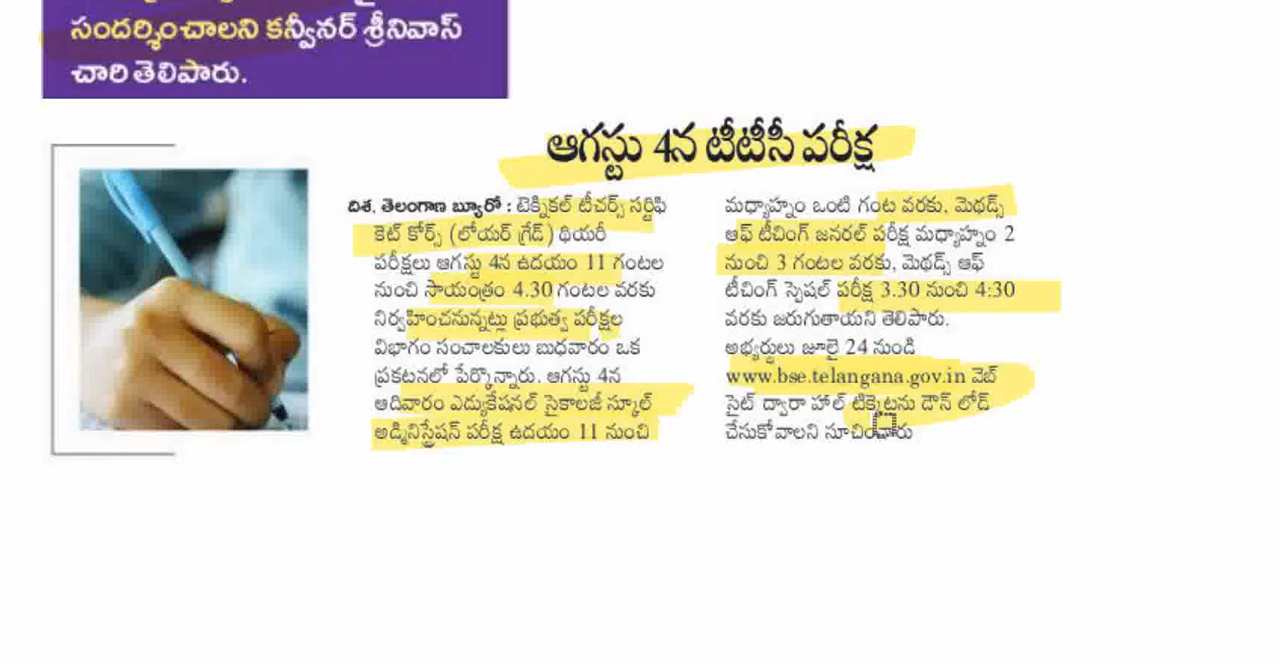 సందర్శించాలని కన్వీనర్ శ్రీనివాస్
చారి తెలిపారు.
ఆగస్టు 4న టీటీసీ పరీక్ష
దిశ, తెలంగాణ బ్యూరో : టెక్నికల్ టీచర్స్ సర్టిఫి
కెట్ కోర్స్ (లోయర్ గ్రేడ్) థియరీ
పరీక్షలు ఆగస్టు 4న ఉదయం 11 గంటల
నుంచి సాయంత్రం 4.30 గంటల వరకు
నిర్వహించనున్నట్లు ప్రభుత్వ పరీక్షల
విభాగం సంచాలకులు బుధవారం ఒక
ప్రకటనలో పేర్కొన్నారు. ఆగస్టు 4న
ఆదివారం ఎడ్యుకేషనల్ సైకాలజీ స్కూల్
అడ్మినిస్ట్రేషన్ పరీక్ష ఉదయం 11 నుంచి
మధ్యాహ్నం ఒంటి గంట వరకు, మెథడ్స్
ఆఫ్ టీచింగ్ జనరల్ పరీక్ష మధ్యాహ్నం 2
నుంచి 3 గంటల వరకు, మెథడ్స్ ఆఫ్
టీచింగ్ స్పెషల్ పరీక్ష 3.30 నుంచి 4:30
వరకు జరుగుతాయని తెలిపారు.
అభ్యర్థులు జూలై 24 నుండి
www.bse.telangana.gov.in వెబ్
సైట్ ద్వారా హాల్ టిక్కెట్లను డౌన్ లోడ్
చేసుకోవాలని సూచించారు